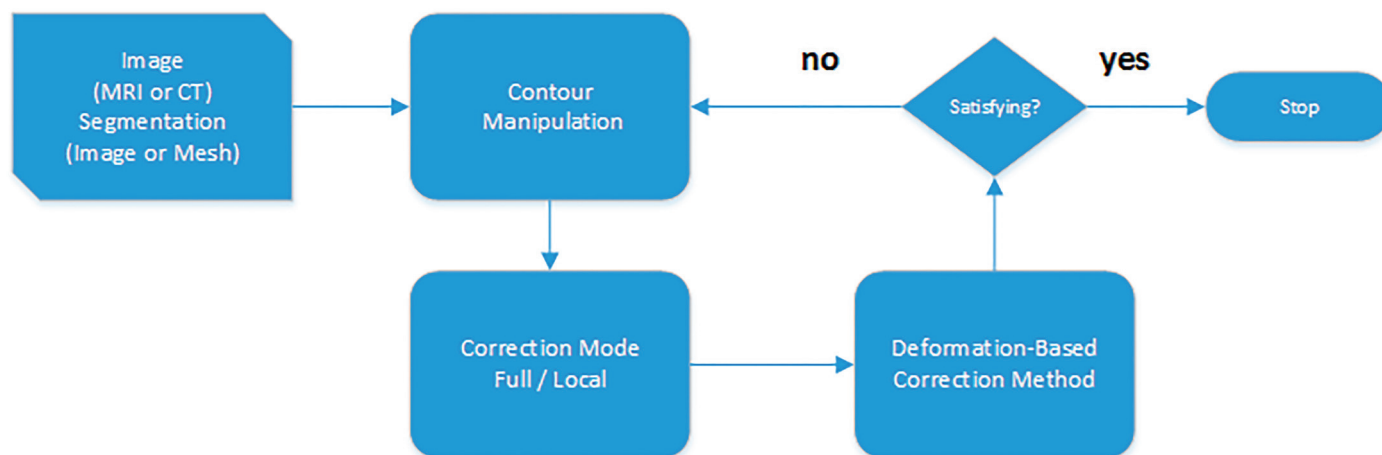 Image
(MRI or CT)
Segmentation
(Image or Mesh)
Contour
Manipulation
no
Satisfying?
yes
Stop
Correction Mode
Full / Local
Deformation-Based
Correction Method